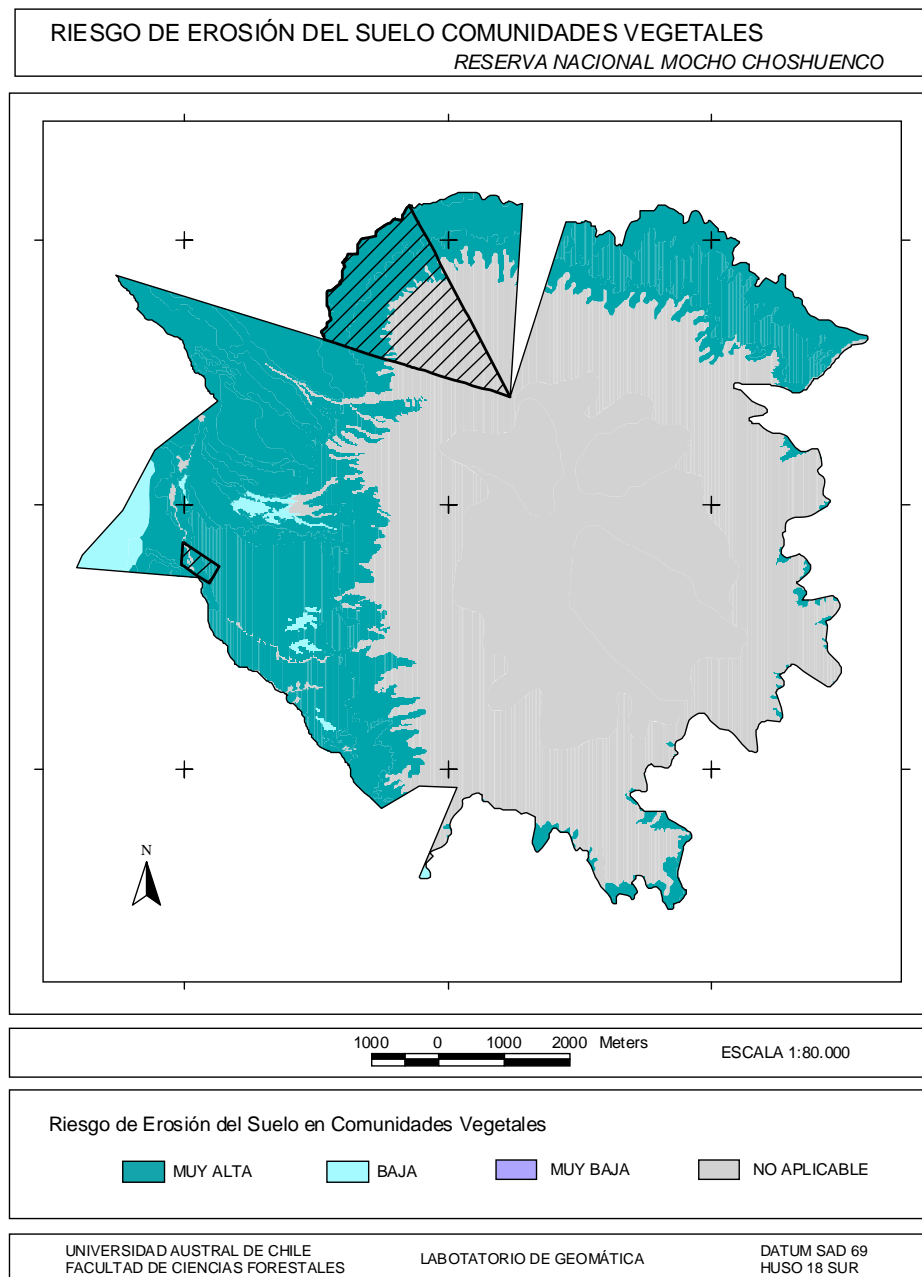 RIESGO DE EROSIÓN DEL SUELO COMUNIDADES VEGETALES
RESERVA NACIONAL MOCHO CHOSHUENCO
N
1000 0 1000 2000 Meters
ESCALA 1:80.000
Riesgo de Erosión del Suelo en Comunidades Vegetales
MUY ALTA BAJA MUY BAJA NO APLICABLE
UNIVERSIDAD AUSTRAL DE CHILE
FACULTAD DE CIENCIAS FORESTALES
LABOTATORIO DE GEOMÁTICA
DATUM SAD 69
HUSO 18 SUR